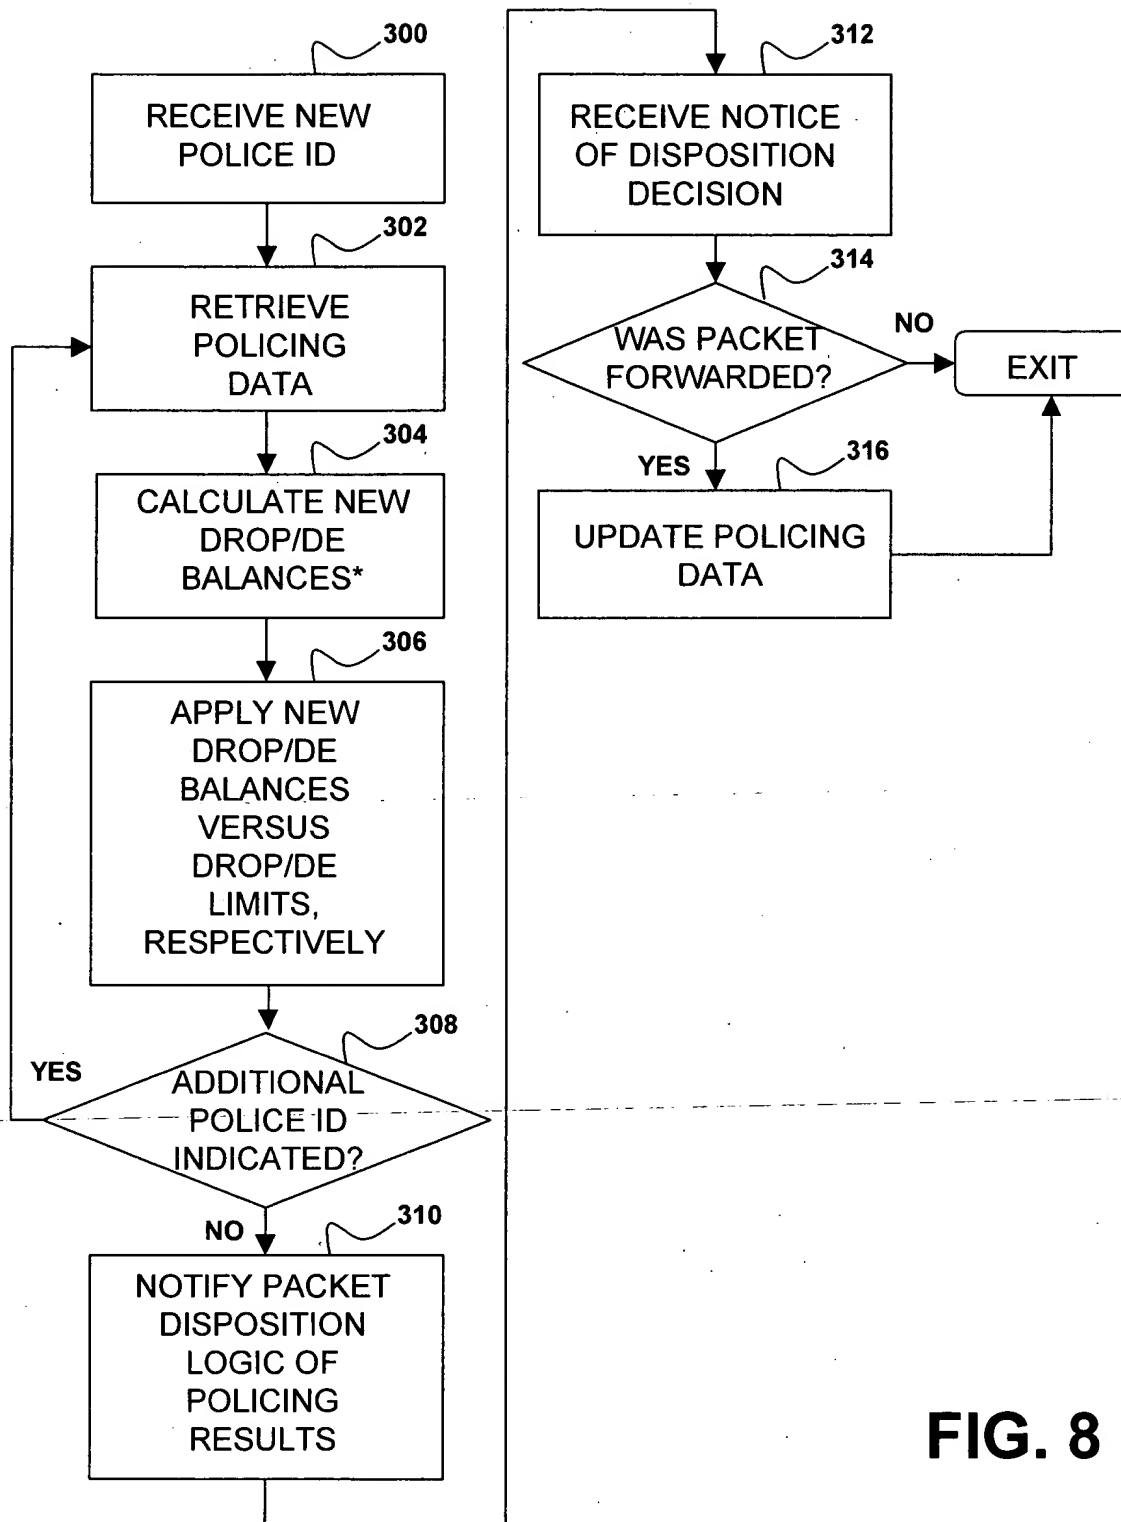 300
RECEIVE NEW
POLICE ID
302
RETRIEVE
POLICING
DATA
304
CALCULATE NEW
DROP/DE
BALANCES*
306
APPLY NEW
DROP/DE
BALANCES
VERSUS
DROP/DE
LIMITS,
RESPECTIVELY
308
YES
ADDITIONAL
POLICE ID
INDICATED?
NO
310
NOTIFY PACKET
DISPOSITION
LOGIC OF
POLICING
RESULTS
312
RECEIVE NOTICE
OF DISPOSITION
DECISION
314
WAS PACKET
FORWARDED?
NO
EXIT
YES
316
UPDATE POLICING
DATA
FIG. 8